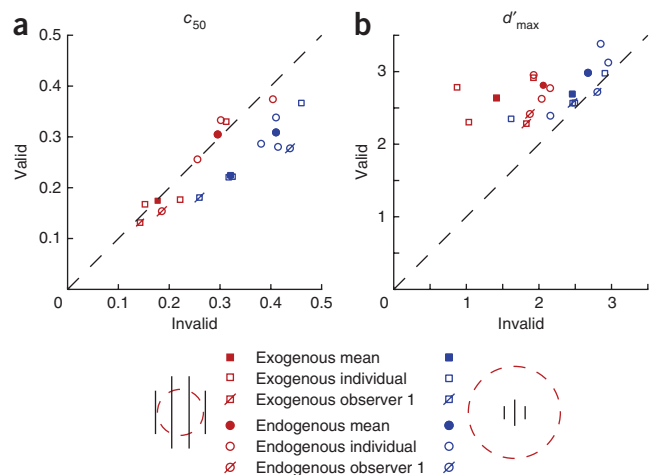 a
c50
0.5
0.4
0.3
0.2
0.1
Valid
0
0.1
0.2
0.3
0.4
0.5
Invalid
b
d′max
3
2
1
Valid
0
1
2
3
Invalid
Exogenous mean
Exogenous individual
Exogenous observer 1
Endogenous mean
Endogenous individual
Endogenous observer 1